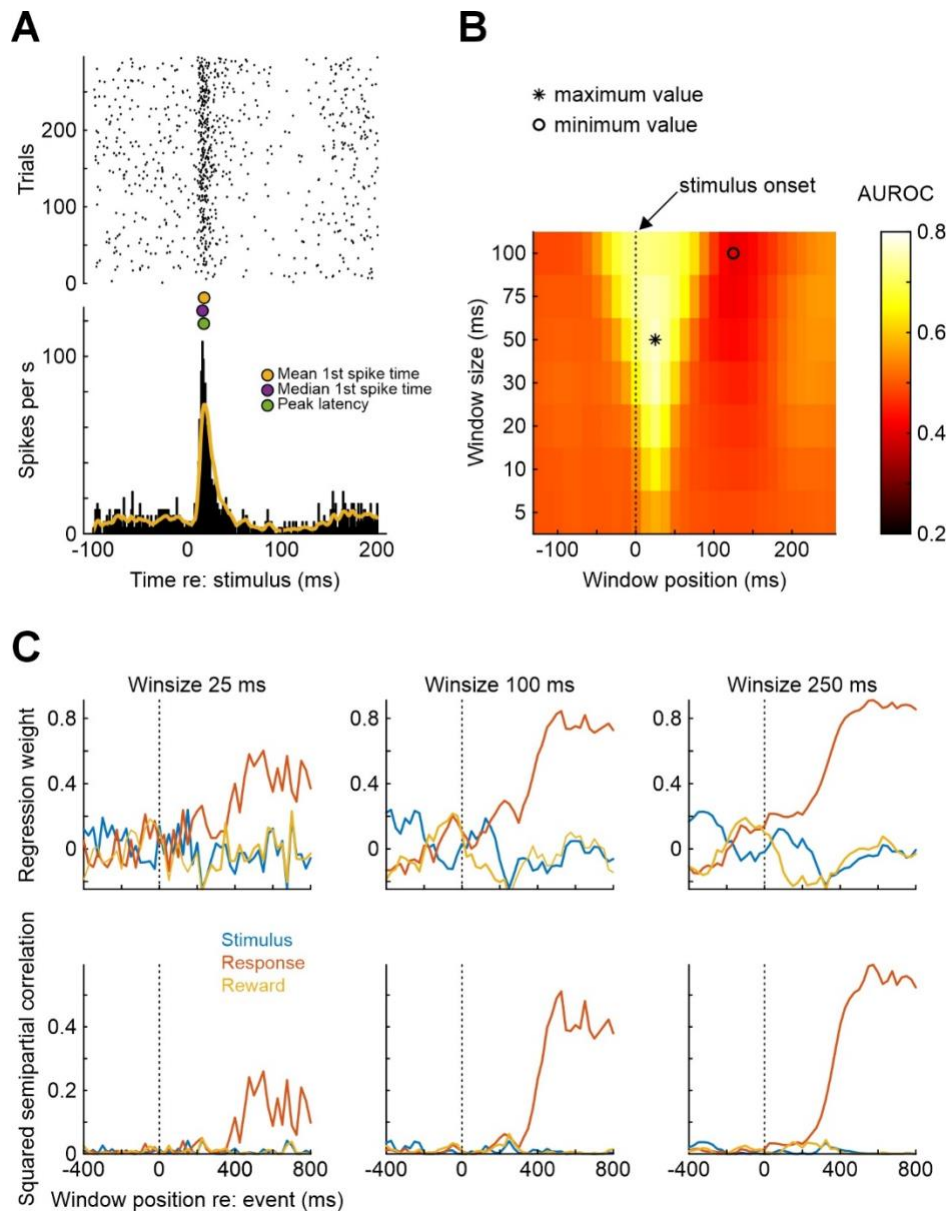 A
Trials
200
100
0
Spikes per s
100
0
Mean 1st spike time
Median 1st spike time
Peak latency
-100
0
100
200
Time re: stimulus (ms)
B
maximum value
minimum value
stimulus onset
AUROC
Window size (ms)
100
75
50
30
20
10
5
-100
0
100
200
Window position (ms)
0.8
0.6
0.4
0.2
C
Winsize 25 ms
Winsize 100 ms
Winsize 250 ms
Regression weight
0.8
0.4
0
0.8
0.4
0
0.8
0.4
0
Stimulus
Response
Reward
Squared semipartial correlation
0.4
0.2
0
-400
0
400
800
-400
0
400
800
-400
0
400
800
Window position re: event (ms)